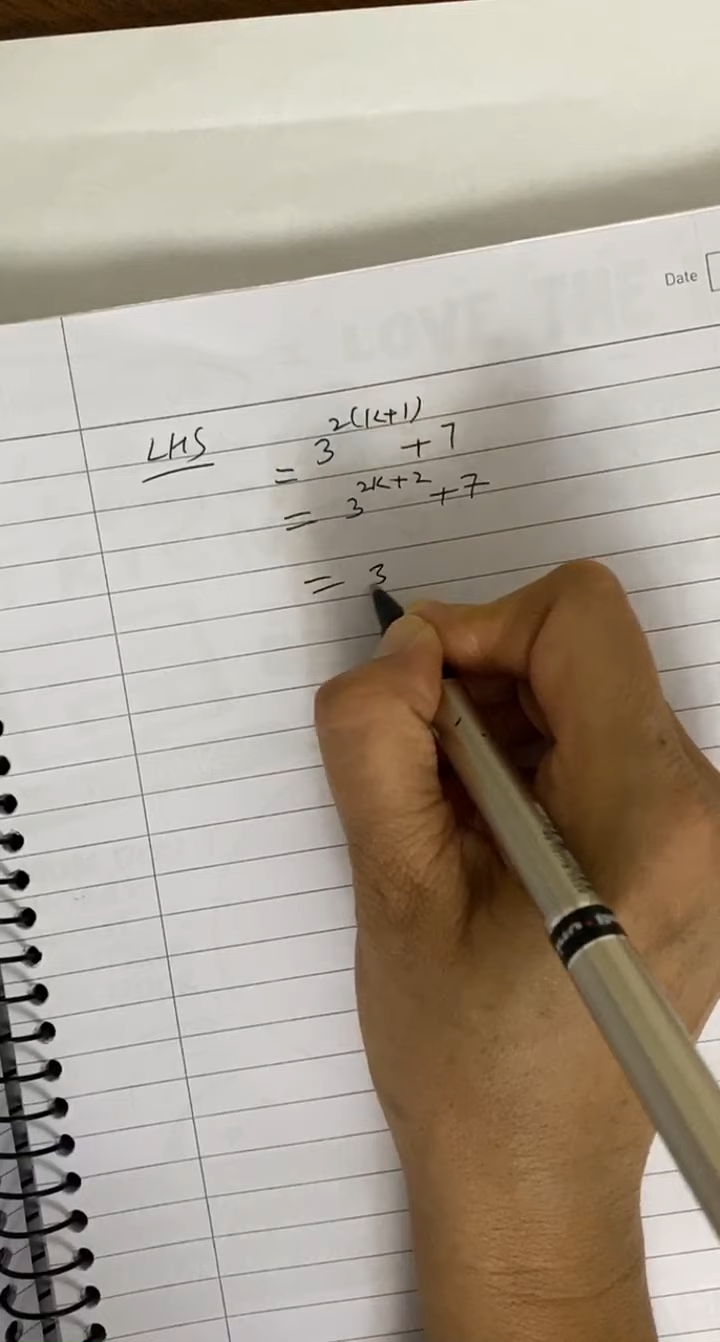 Date
LHS = 3^{2(k+1)} + 7
= 3^{2k+2} + 7
= 3